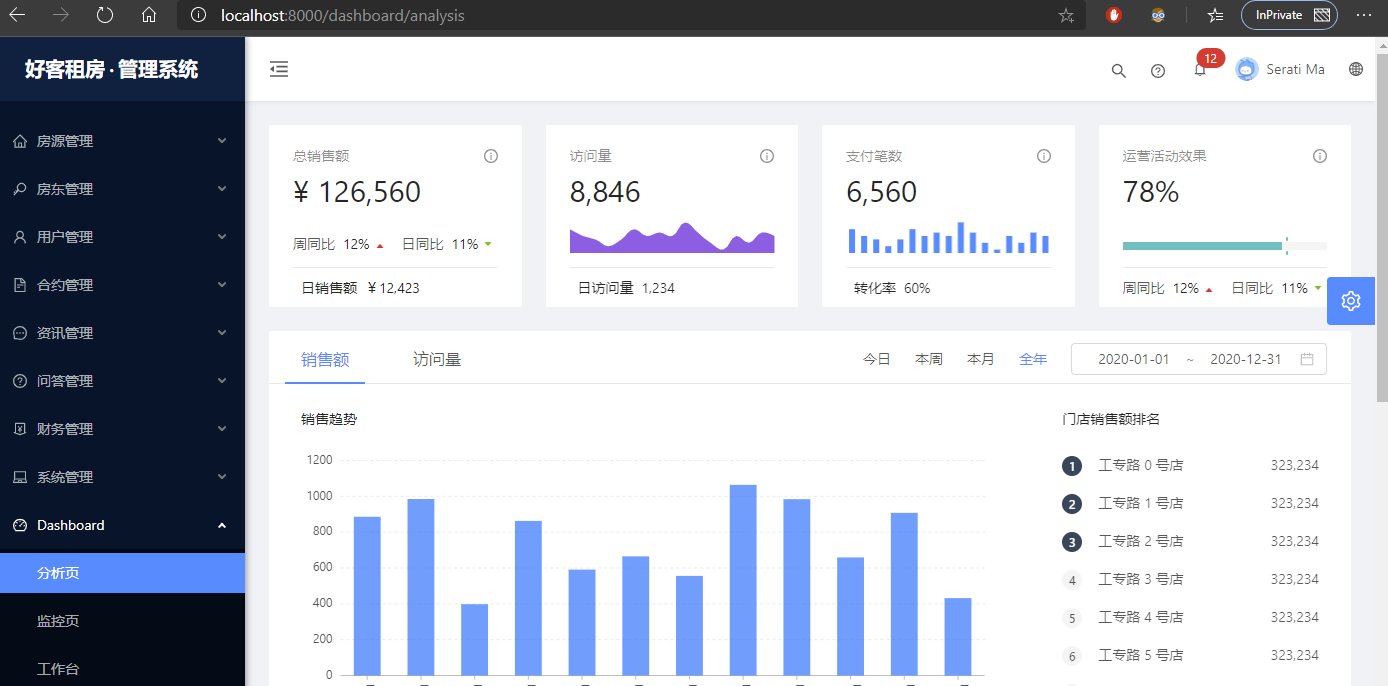 localhost:8000/dashboard/analysis
InPrivate
好客租房 · 管理系统
12
Serati Ma
房源管理
房东管理
用户管理
合约管理
资讯管理
问答管理
财务管理
系统管理
Dashboard
分析页
监控页
工作台
总销售额
¥ 126,560
周同比 12% 日同比 11%
日销售额 ¥ 12,423
访问量
8,846
日访问量 1,234
支付笔数
6,560
转化率 60%
运营活动效果
78%
周同比 12% 日同比 11%
销售额 访问量
今日 本周 本月 全年 2020-01-01 ~ 2020-12-31
销售趋势
1200
1000
800
600
400
200
0
门店销售额排名
1 工专路 0 号店 323,234
2 工专路 1 号店 323,234
3 工专路 2 号店 323,234
4 工专路 3 号店 323,234
5 工专路 4 号店 323,234
6 工专路 5 号店 323,234